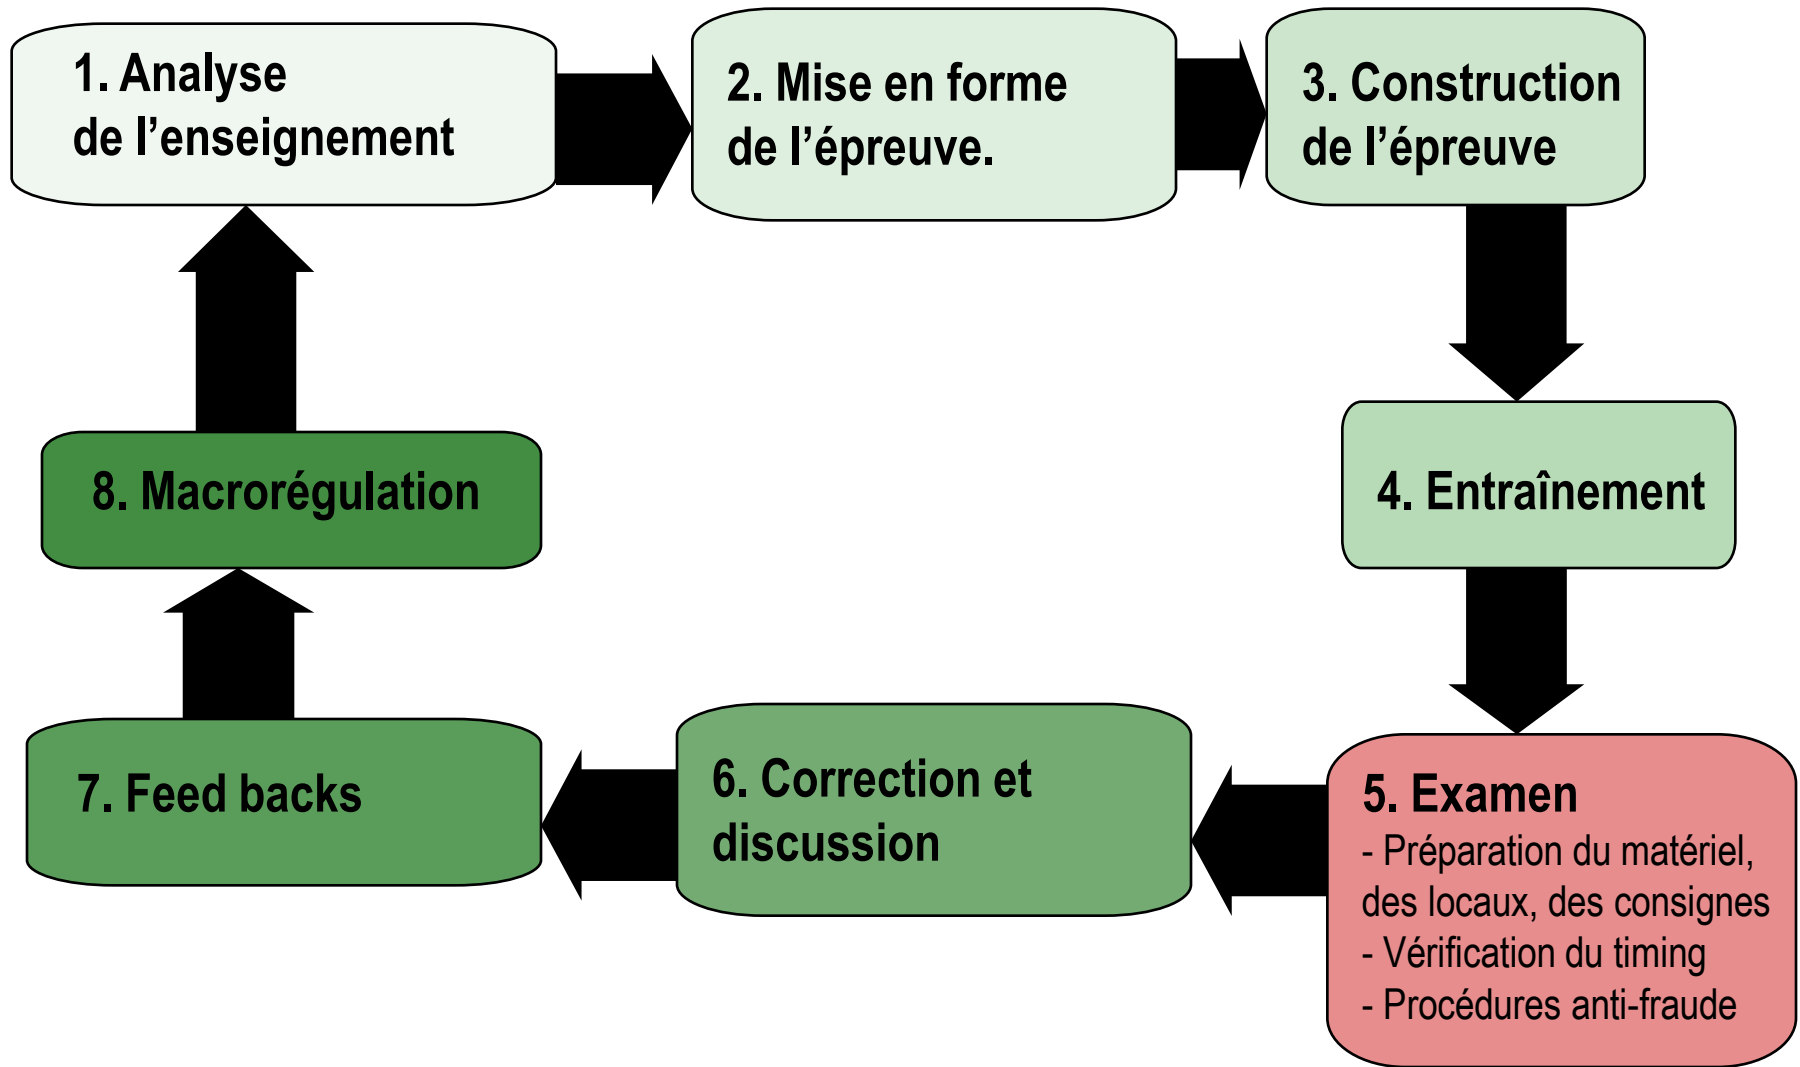 1. Analyse
de l’enseignement
2. Mise en forme
de l’épreuve.
3. Construction
de l’épreuve
4. Entraînement
5. Examen
- Préparation du matériel,
des locaux, des consignes
- Vérification du timing
- Procédures anti-fraude
6. Correction et
discussion
7. Feed backs
8. Macrorégulation